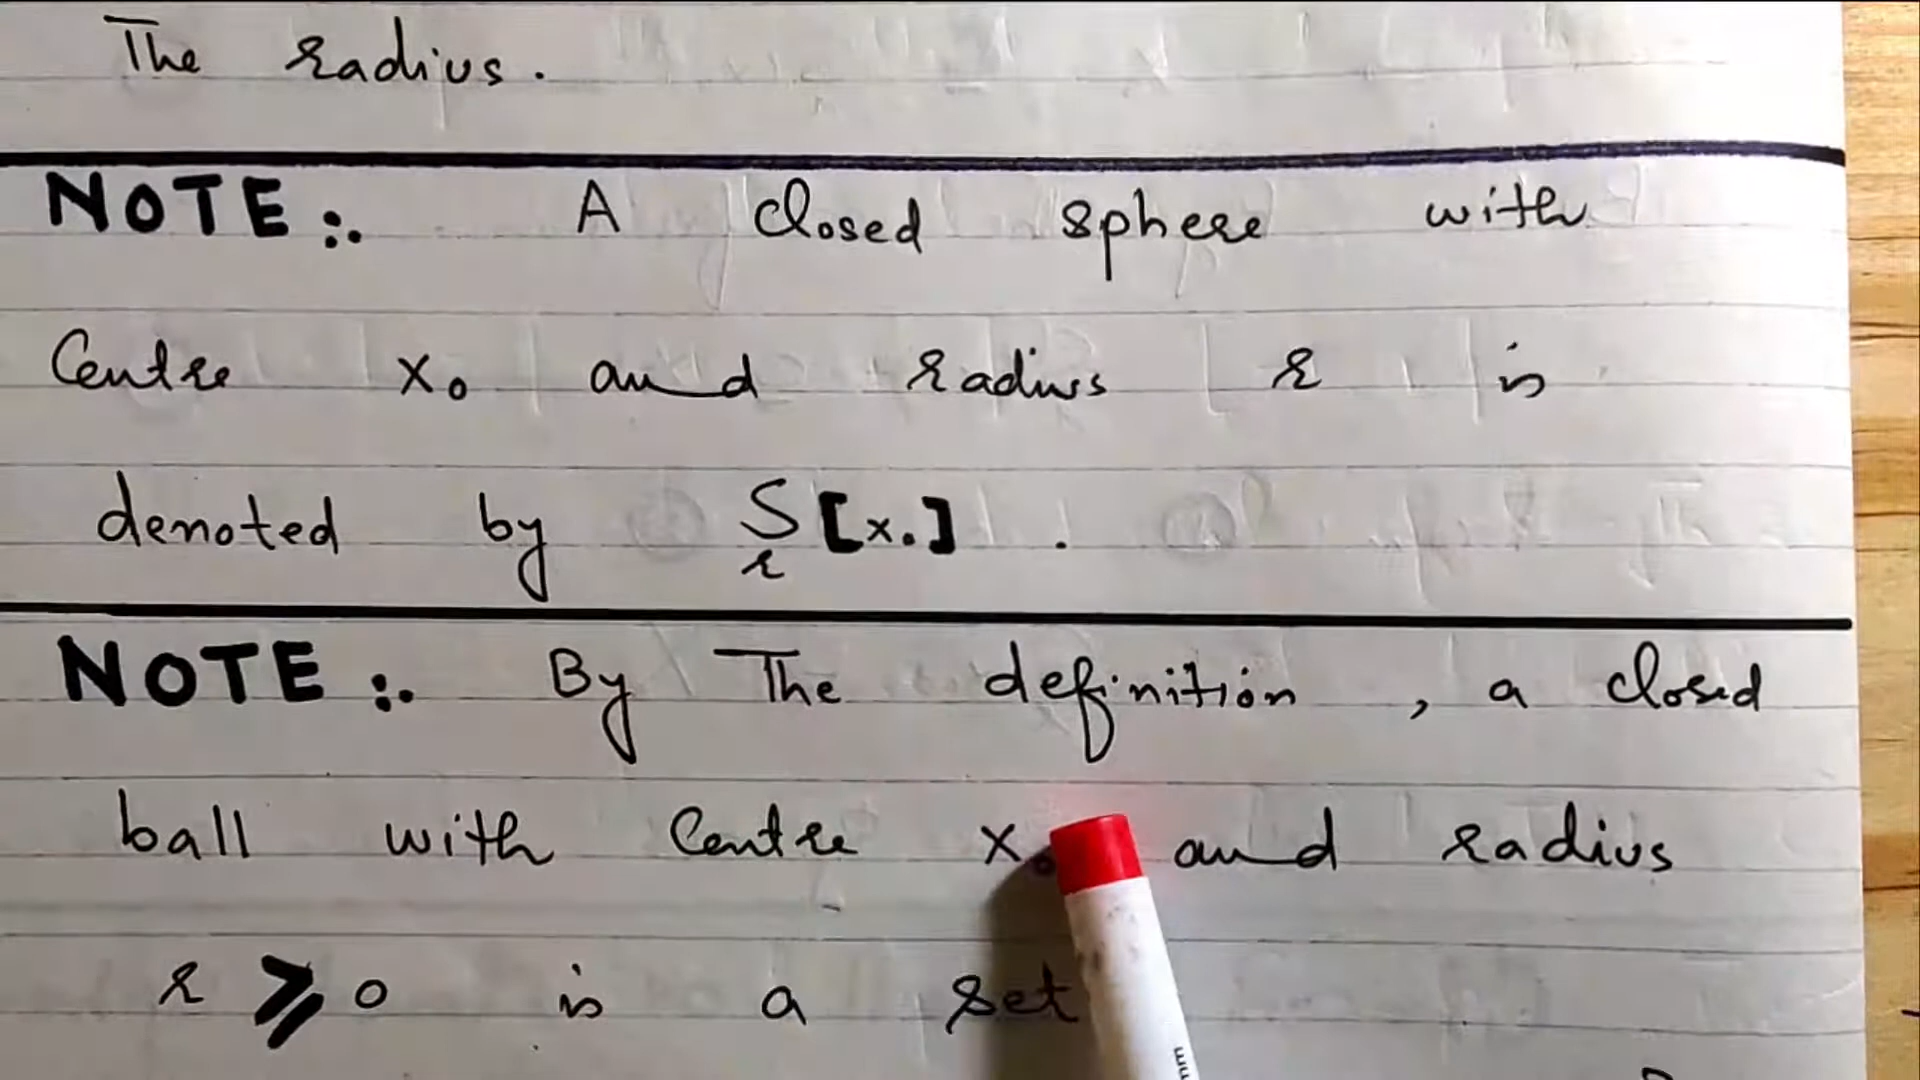 The radius.
NOTE:. A closed sphere with
Centre x₀ and radius r is
denoted by Sᵣ[x₀] .
NOTE:. By The definition, a closed
ball with Centre x₀ and radius
r ⩾ 0 is a set